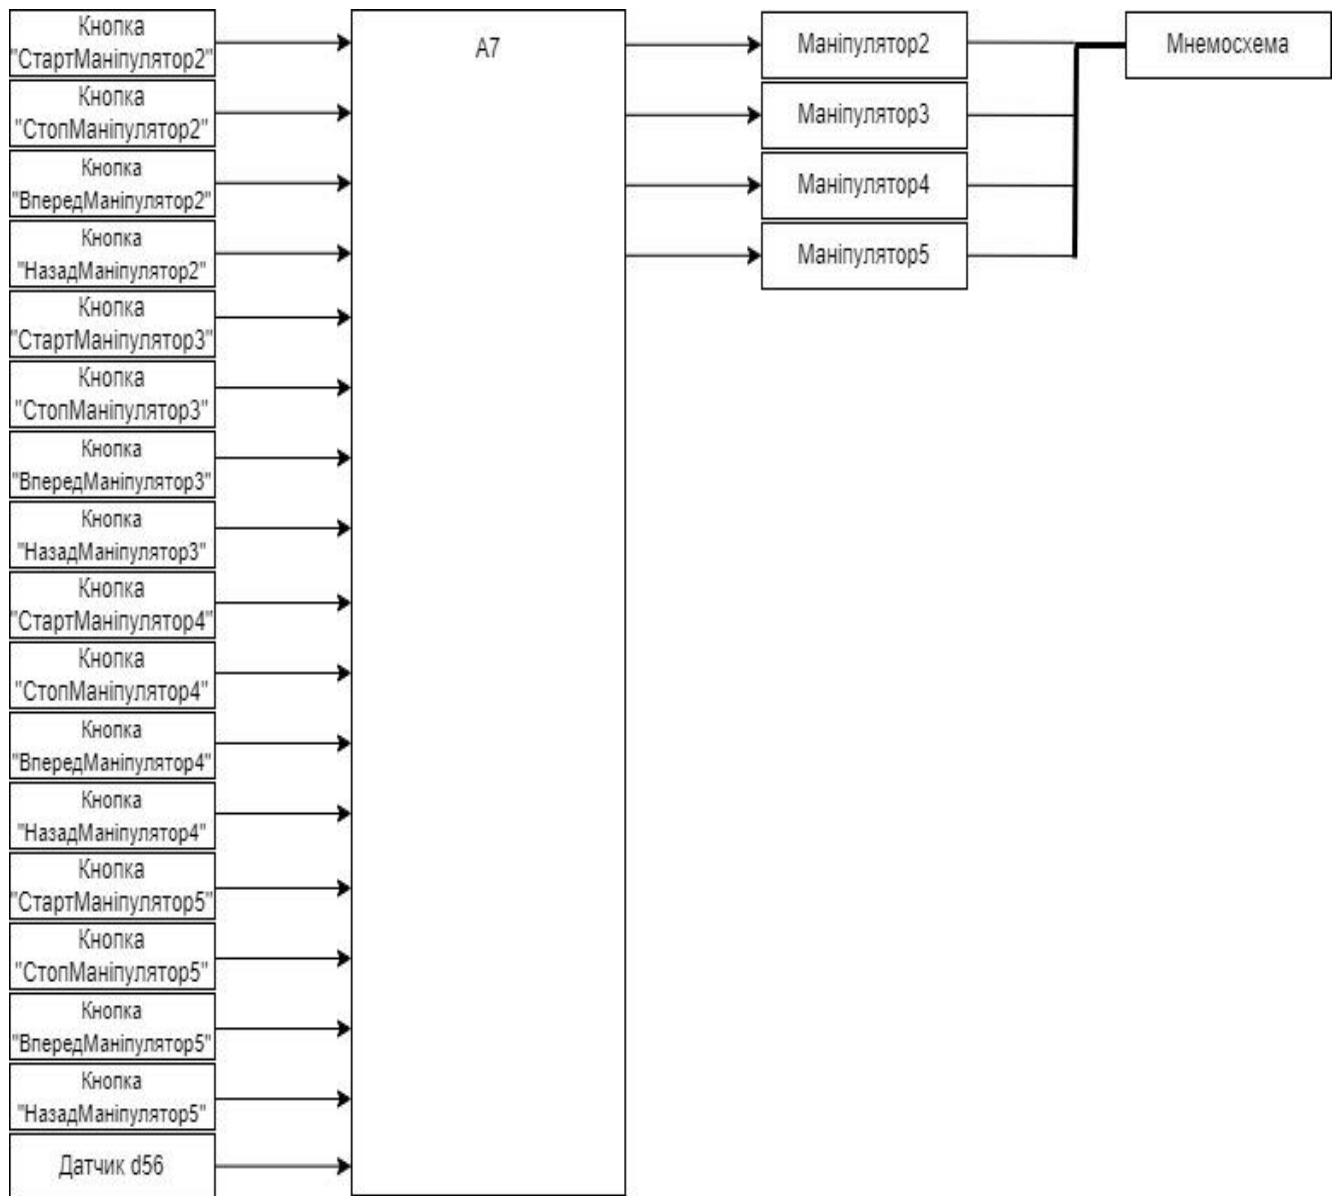 Кнопка
"СтартМаніпулятор2"
Кнопка
"СтопМаніпулятор2"
Кнопка
"ВпередМаніпулятор2"
Кнопка
"НазадМаніпулятор2"
Кнопка
"СтартМаніпулятор3"
Кнопка
"СтопМаніпулятор3"
Кнопка
"ВпередМаніпулятор3"
Кнопка
"НазадМаніпулятор3"
Кнопка
"СтартМаніпулятор4"
Кнопка
"СтопМаніпулятор4"
Кнопка
"ВпередМаніпулятор4"
Кнопка
"НазадМаніпулятор4"
Кнопка
"СтартМаніпулятор5"
Кнопка
"СтопМаніпулятор5"
Кнопка
"ВпередМаніпулятор5"
Кнопка
"НазадМаніпулятор5"
Датчик d56
А7
Маніпулятор2
Маніпулятор3
Маніпулятор4
Маніпулятор5
Мнемосхема